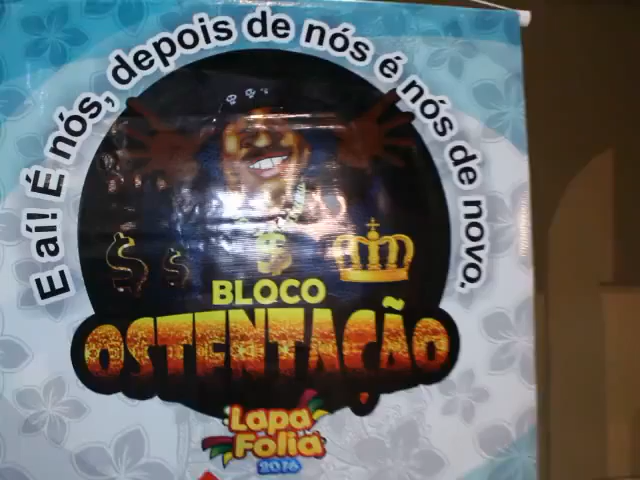 E aí! É nós, depois de nós é nós de novo.
$ $ $
BLOCO
OSTENTAÇÃO
Lapa
Folia
2016